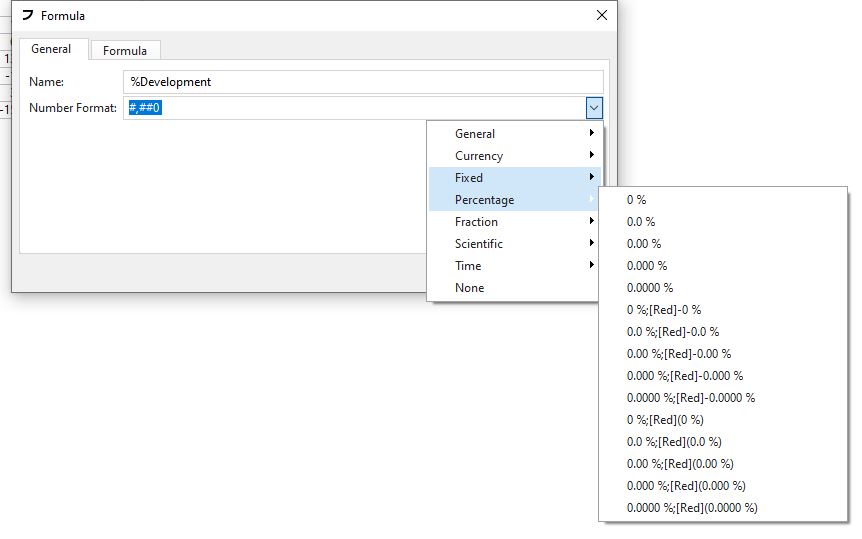 Formula
General
Formula
Name:
%Development
Number Format:
#,##0
General
Currency
Fixed
Percentage
Fraction
Scientific
Time
None
0 %
0.0 %
0.00 %
0.000 %
0.0000 %
0 %;[Red]-0 %
0.0 %;[Red]-0.0 %
0.00 %;[Red]-0.00 %
0.000 %;[Red]-0.000 %
0.0000 %;[Red]-0.0000 %
0 %;[Red](0 %)
0.0 %;[Red](0.0 %)
0.00 %;[Red](0.00 %)
0.000 %;[Red](0.000 %)
0.0000 %;[Red](0.0000 %)